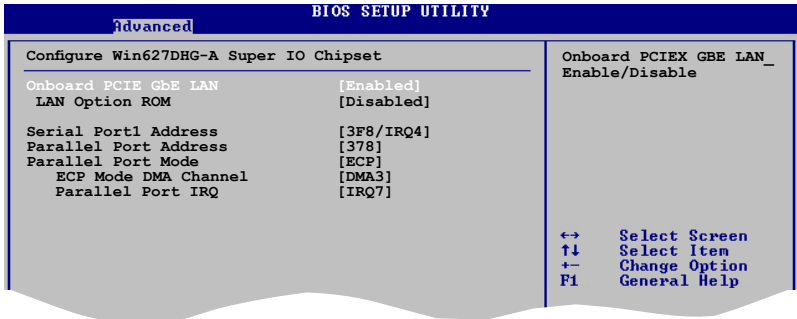 BIOS SETUP UTILITY
Advanced
Configure Win627DHG-A Super IO Chipset
Onboard PCIE GbE LAN [Enabled]
LAN Option ROM [Disabled]
Serial Port1 Address [3F8/IRQ4]
Parallel Port Address [378]
Parallel Port Mode [ECP]
ECP Mode DMA Channel [DMA3]
Parallel Port IRQ [IRQ7]
Onboard PCIEX GBE LAN_
Enable/Disable
←→ Select Screen
↑↓ Select Item
+- Change Option
F1 General Help